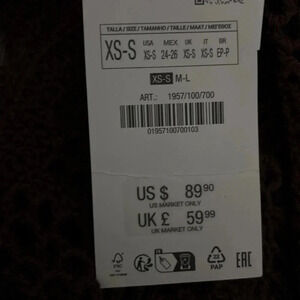 TALLA / SIZE / TAMANHO / TAILLE / MAAT / ΜΕΓΕΘΟΣ
XS-S
USA MEX UK IT BR
XS-S 24-26 XS-S XS-S EP-P
XS-S M-L
ART.: 1957/100/700
01957100700103
US $ 89.90
US MARKET ONLY
UK £ 59.99
UK MARKET ONLY
FSC
22
PAP
EAC